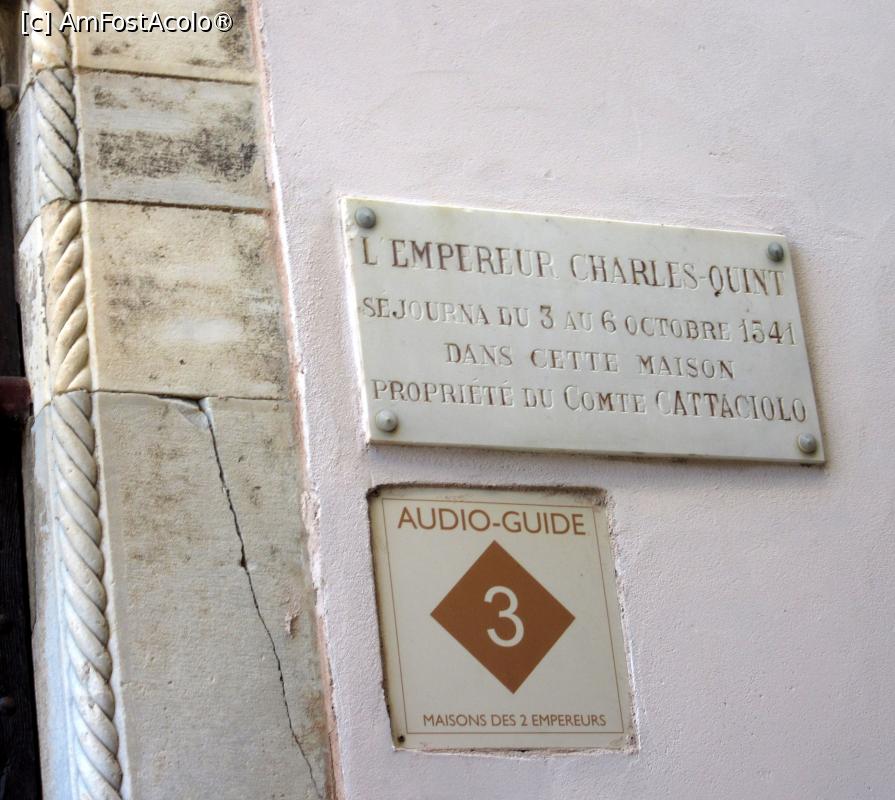 [c] AmFostAcolo®
L'EMPEREUR CHARLES-QUINT
SÉJOURNA DU 3 AU 6 OCTOBRE 1541
DANS CETTE MAISON
PROPRIÉTÉ DU COMTE CATTACIOLO
AUDIO-GUIDE
3
MAISONS DES 2 EMPEREURS